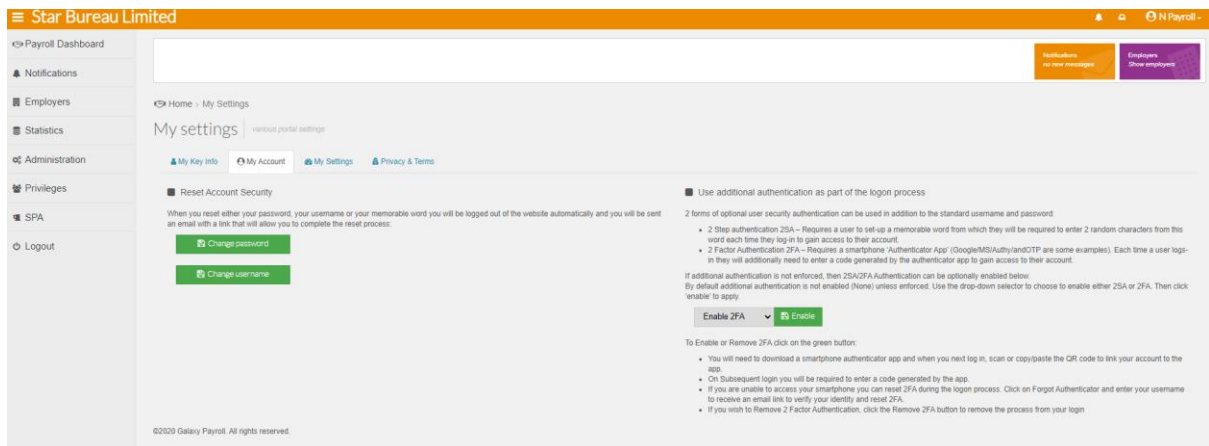 Star Bureau Limited
N Payroll
Payroll Dashboard
Notifications
Employers
Statistics
Administration
Privileges
SPA
Logout
Notifications
no new messages
Employers
Show employers
Home › My Settings
My settings
various portal settings
My Key Info
My Account
My Settings
Privacy & Terms
Reset Account Security
When you reset either your password, your username or your memorable word you will be logged out of the website automatically and you will be sent
an email with a link that will allow you to complete the reset process:
Change password
Change username
Use additional authentication as part of the logon process
2 forms of optional user security authentication can be used in addition to the standard username and password:
• 2 Step authentication 2SA – Requires a user to set-up a memorable word from which they will be required to enter 2 random characters from this
word each time they log-in to gain access to their account.
• 2 Factor Authentication 2FA – Requires a smartphone 'Authenticator App' (Google/MS/Authy/andOTP are some examples). Each time a user logs-
in they will additionally need to enter a code generated by the authenticator app to gain access to their account.
If additional authentication is not enforced, then 2SA/2FA Authentication can be optionally enabled below.
By default additional authentication is not enabled (None) unless enforced. Use the drop-down selector to choose to enable either 2SA or 2FA. Then click
'enable' to apply.
Enable 2FA
Enable
To Enable or Remove 2FA click on the green button:
• You will need to download a smartphone authenticator app and when you next log in, scan or copy/paste the QR code to link your account to the
app.
• On Subsequent login you will be required to enter a code generated by the app.
• If you are unable to access your smartphone you can reset 2FA during the logon process. Click on Forgot Authenticator and enter your username
to receive an email link to verify your identity and reset 2FA.
• If you wish to Remove 2 Factor Authentication, click the Remove 2FA button to remove the process from your login
©2020 Galaxy Payroll. All rights reserved.